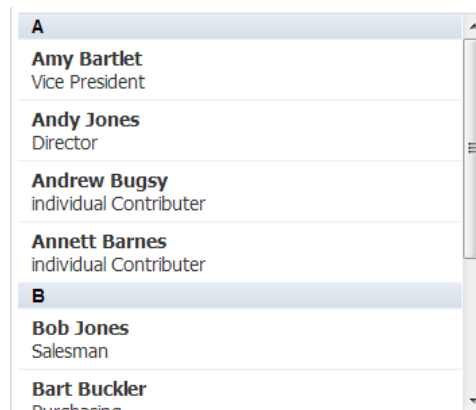 A
Amy Bartlet
Vice President
Andy Jones
Director
Andrew Bugsy
individual Contributer
Annett Barnes
individual Contributer
B
Bob Jones
Salesman
Bart Buckler
Purchasing